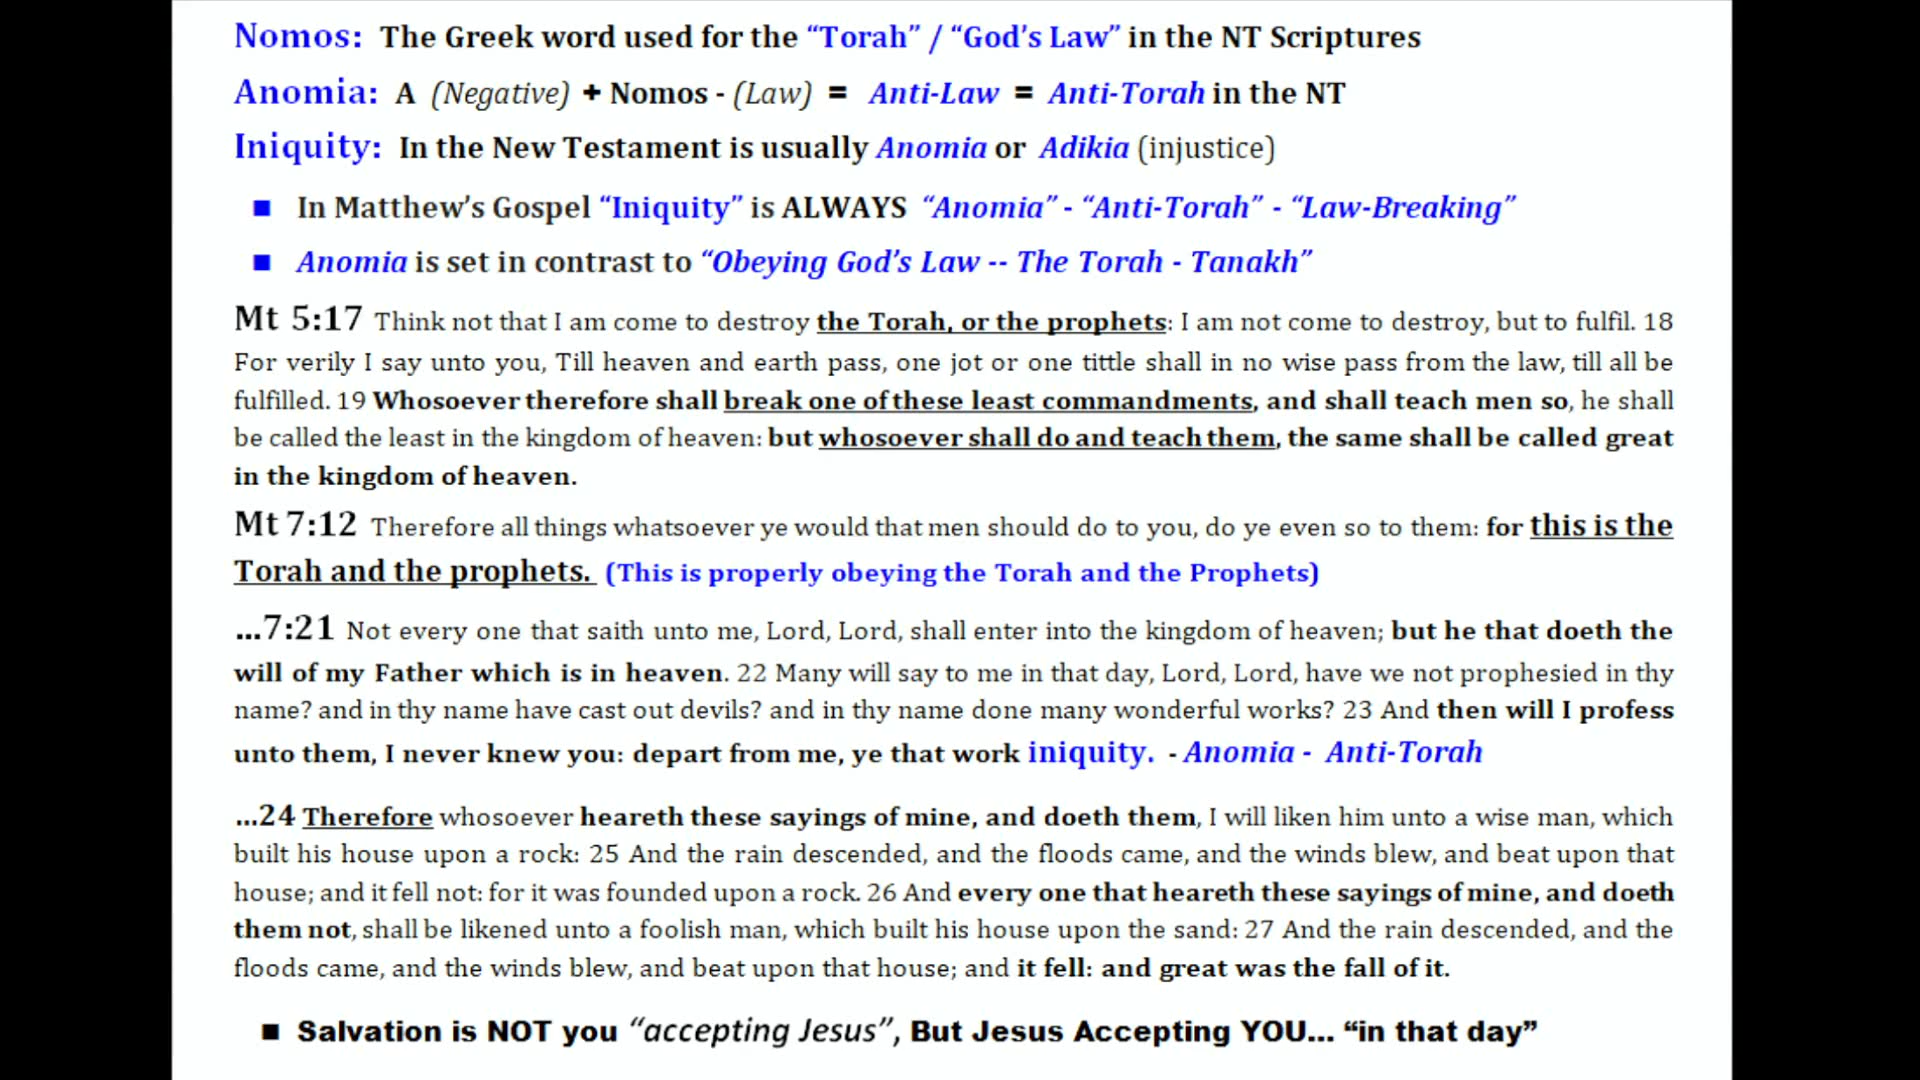 Nomos: The Greek word used for the “Torah” / “God’s Law” in the NT Scriptures
Anomia: A (Negative) + Nomos - (Law) = Anti-Law = Anti-Torah in the NT
Iniquity: In the New Testament is usually Anomia or Adikia (injustice)
■ In Matthew’s Gospel “Iniquity” is ALWAYS “Anomia” - “Anti-Torah” - “Law-Breaking”
■ Anomia is set in contrast to “Obeying God’s Law -- The Torah - Tanakh”
Mt 5:17 Think not that I am come to destroy the Torah, or the prophets: I am not come to destroy, but to fulfil. 18
For verily I say unto you, Till heaven and earth pass, one jot or one tittle shall in no wise pass from the law, till all be
fulfilled. 19 Whosoever therefore shall break one of these least commandments, and shall teach men so, he shall
be called the least in the kingdom of heaven: but whosoever shall do and teach them, the same shall be called great
in the kingdom of heaven.
Mt 7:12 Therefore all things whatsoever ye would that men should do to you, do ye even so to them: for this is the
Torah and the prophets. (This is properly obeying the Torah and the Prophets)
...7:21 Not every one that saith unto me, Lord, Lord, shall enter into the kingdom of heaven; but he that doeth the
will of my Father which is in heaven. 22 Many will say to me in that day, Lord, Lord, have we not prophesied in thy
name? and in thy name have cast out devils? and in thy name done many wonderful works? 23 And then will I profess
unto them, I never knew you: depart from me, ye that work iniquity. - Anomia - Anti-Torah
...24 Therefore whosoever heareth these sayings of mine, and doeth them, I will liken him unto a wise man, which
built his house upon a rock: 25 And the rain descended, and the floods came, and the winds blew, and beat upon that
house; and it fell not: for it was founded upon a rock. 26 And every one that heareth these sayings of mine, and doeth
them not, shall be likened unto a foolish man, which built his house upon the sand: 27 And the rain descended, and the
floods came, and the winds blew, and beat upon that house; and it fell: and great was the fall of it.
■ Salvation is NOT you “accepting Jesus”, But Jesus Accepting YOU... “in that day”